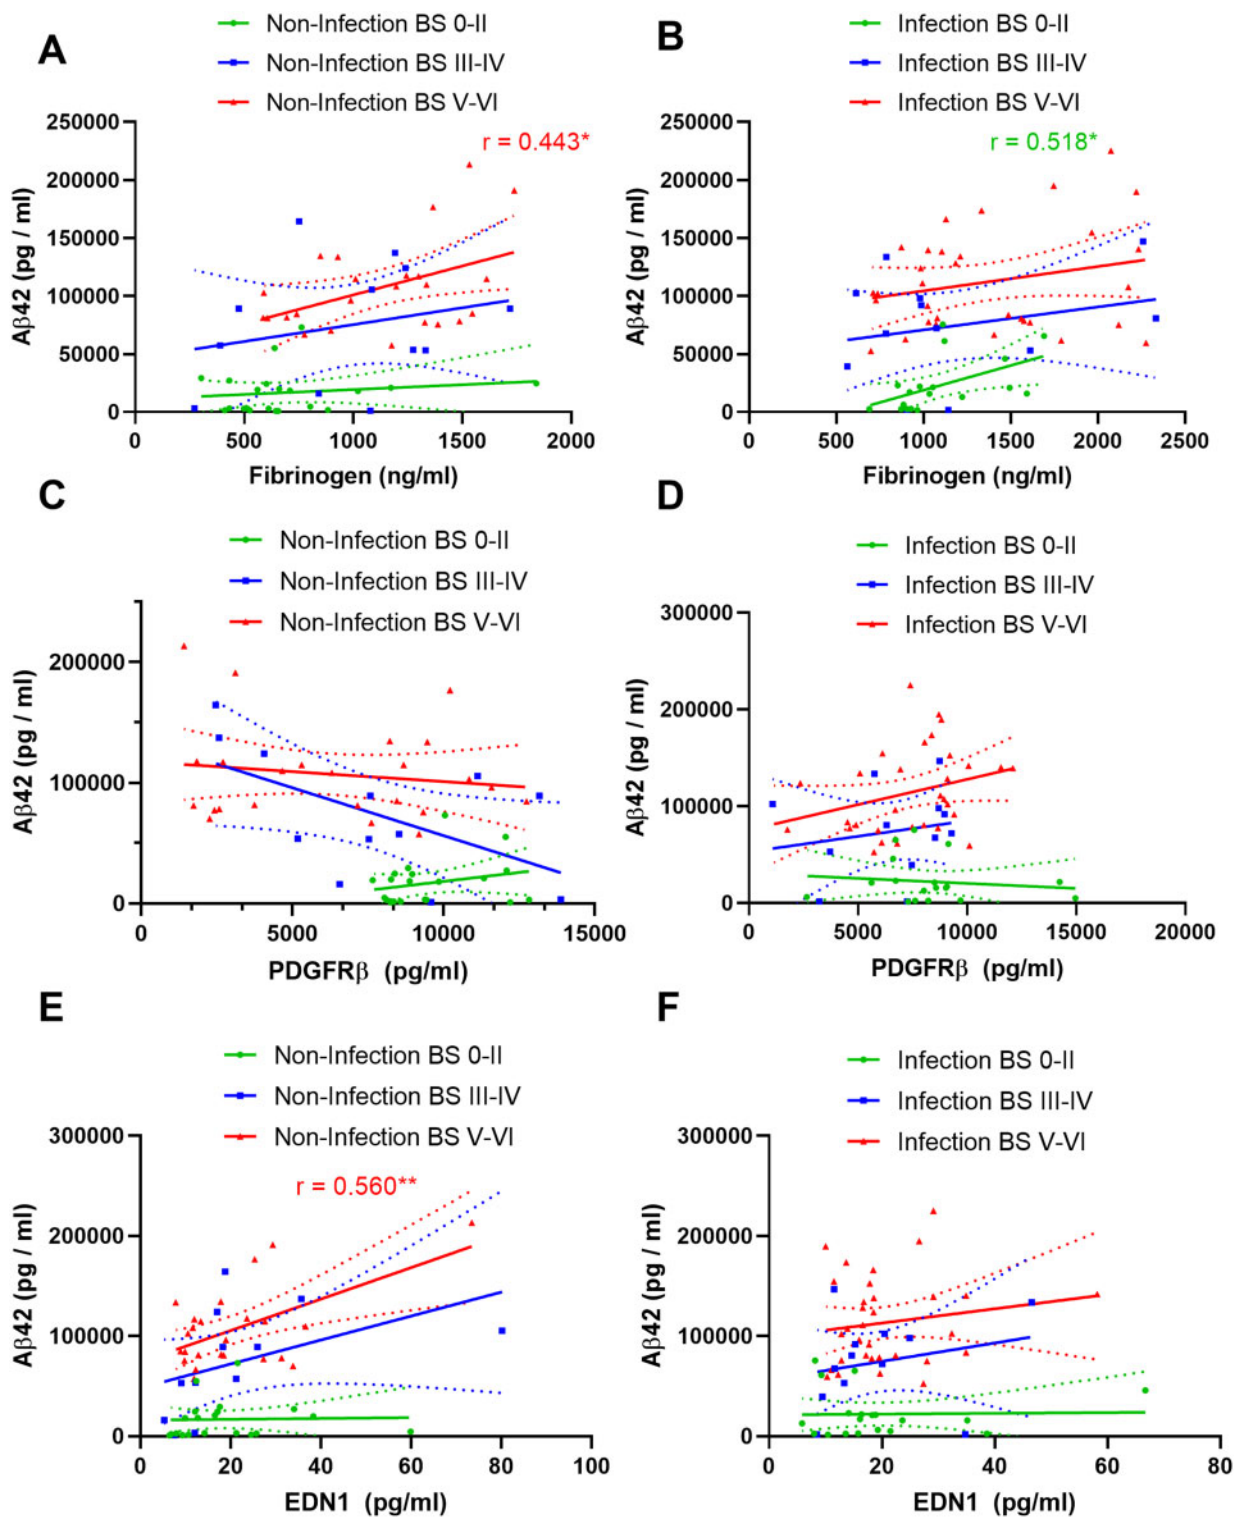 A
Non-Infection BS 0-II
Non-Infection BS III-IV
Non-Infection BS V-VI
r = 0.443*
Aβ42 (pg / ml)
250000
200000
150000
100000
50000
0
0 500 1000 1500 2000
Fibrinogen (ng/ml)
B
Infection BS 0-II
Infection BS III-IV
Infection BS V-VI
r = 0.518*
Aβ42 (pg / ml)
250000
200000
150000
100000
50000
0
0 500 1000 1500 2000 2500
Fibrinogen (ng/ml)
C
Non-Infection BS 0-II
Non-Infection BS III-IV
Non-Infection BS V-VI
Aβ42 (pg / ml)
200000
100000
0
0 5000 10000 15000
PDGFRβ (pg/ml)
D
Infection BS 0-II
Infection BS III-IV
Infection BS V-VI
Aβ42 (pg / ml)
300000
200000
100000
0
0 5000 10000 15000 20000
PDGFRβ (pg/ml)
E
Non-Infection BS 0-II
Non-Infection BS III-IV
Non-Infection BS V-VI
r = 0.560**
Aβ42 (pg / ml)
300000
200000
100000
0
0 20 40 60 80 100
EDN1 (pg/ml)
F
Infection BS 0-II
Infection BS III-IV
Infection BS V-VI
Aβ42 (pg / ml)
300000
200000
100000
0
0 20 40 60 80
EDN1 (pg/ml)